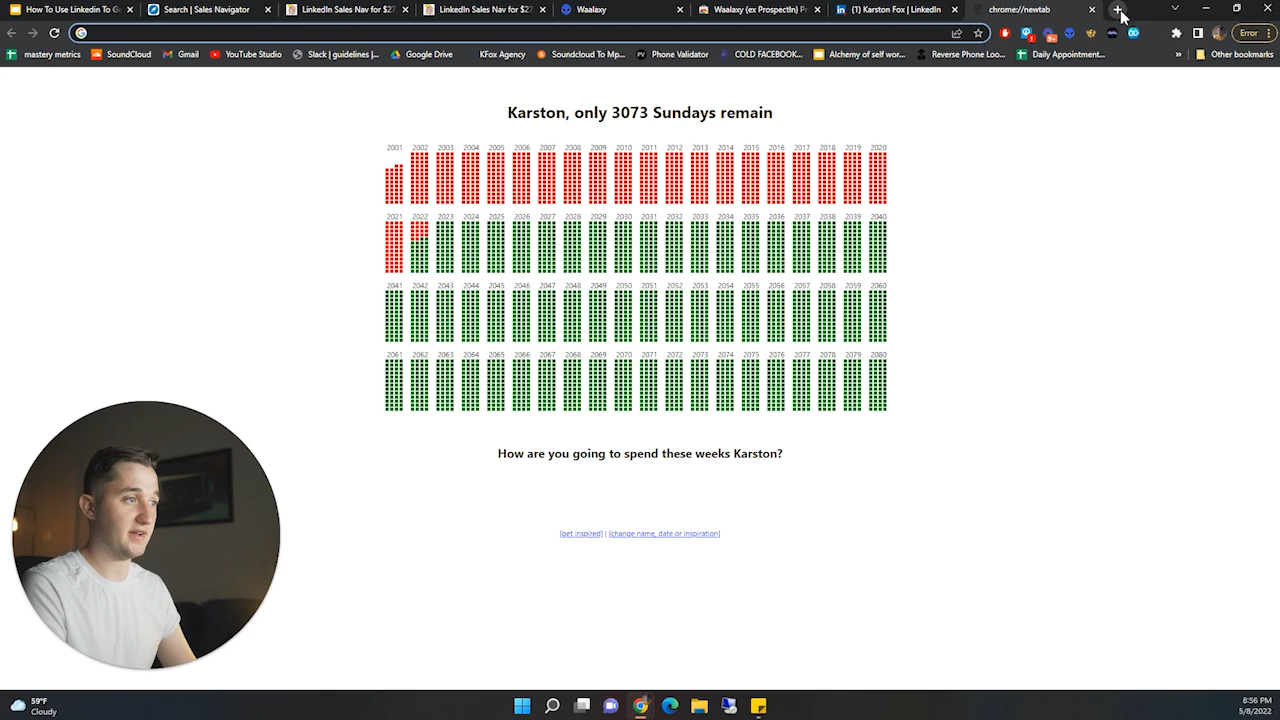 How To Use Linkedin To G
Search | Sales Navigator
LinkedIn Sales Nav for $27
LinkedIn Sales Nav for $27
Waalaxy
Waalaxy (ex ProspectIn) Pr
(1) Karston Fox | LinkedIn
chrome://newtab
Error
mastery metrics
SoundCloud
Gmail
YouTube Studio
Slack | guidelines |...
Google Drive
KFox Agency
Soundcloud To Mp...
Phone Validator
COLD FACEBOOK...
Alchemy of self wor...
Reverse Phone Loo...
Daily Appointment...
»
Other bookmarks
Karston, only 3073 Sundays remain
2001 2002 2003 2004 2005 2006 2007 2008 2009 2010 2011 2012 2013 2014 2015 2016 2017 2018 2019 2020
2021 2022 2023 2024 2025 2026 2027 2028 2029 2030 2031 2032 2033 2034 2035 2036 2037 2038 2039 2040
2041 2042 2043 2044 2045 2046 2047 2048 2049 2050 2051 2052 2053 2054 2055 2056 2057 2058 2059 2060
2061 2062 2063 2064 2065 2066 2067 2068 2069 2070 2071 2072 2073 2074 2075 2076 2077 2078 2079 2080
How are you going to spend these weeks Karston?
[get inspired] | [change name, date or inspiration]
59°F
Cloudy
8:56 PM
5/8/2022